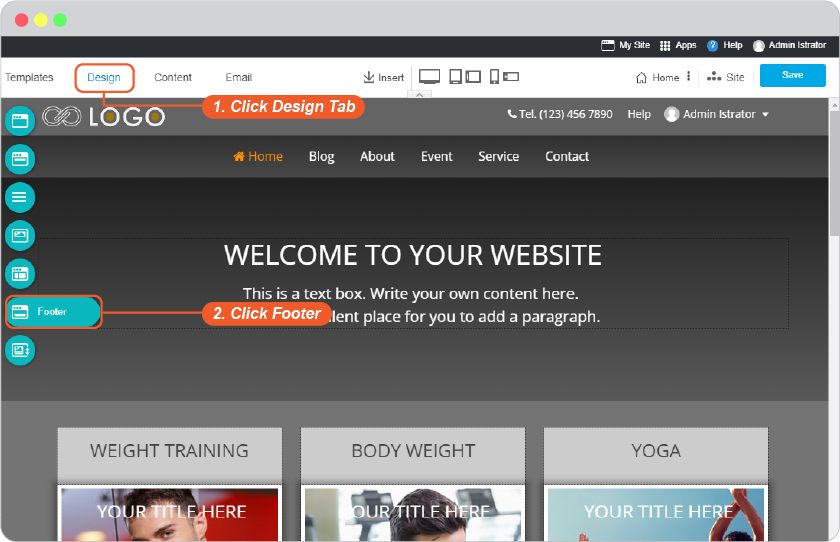 My Site Apps ? Help Admin Istrator
Templates Design Content Email Insert Home Site Save
1. Click Design Tab
LOGO Tel. (123) 456 7890 Help Admin Istrator
Home Blog About Event Service Contact
WELCOME TO YOUR WEBSITE
This is a text box. Write your own content here.
Footer
2. Click Footer
place for you to add a paragraph.
WEIGHT TRAINING BODY WEIGHT YOGA
YOUR TITLE HERE YOUR TITLE HERE YOUR TITLE HERE